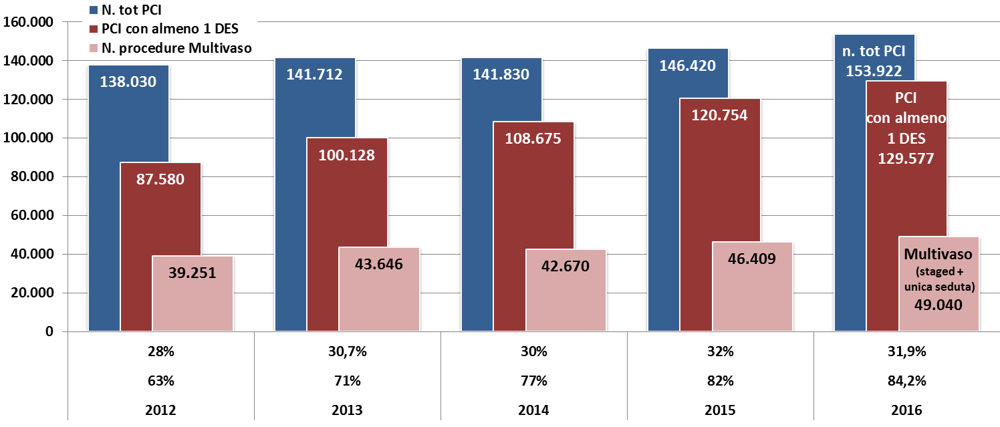 N. tot PCI
PCI con almeno 1 DES
N. procedure Multivaso
160.000
140.000
120.000
100.000
80.000
60.000
40.000
20.000
0
138.030
87.580
39.251
141.712
100.128
43.646
141.830
108.675
42.670
146.420
120.754
46.409
n. tot PCI
153.922
PCI
con almeno
1 DES
129.577
Multivaso
(staged +
unica seduta)
49.040
28% 30,7% 30% 32% 31,9%
63% 71% 77% 82% 84,2%
2012 2013 2014 2015 2016